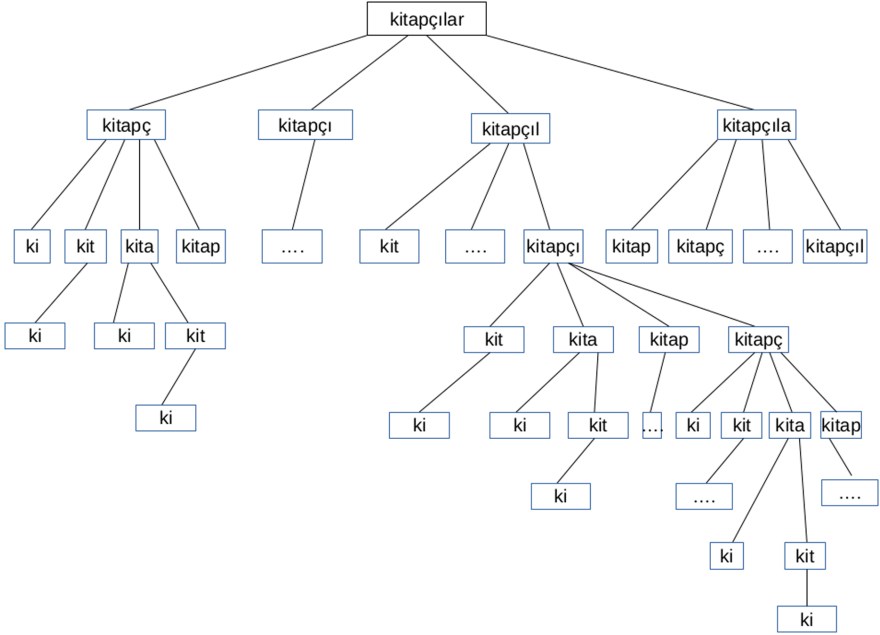 kitapçılar
kitapç kitapçı kitapçıl kitapçıla
ki kit kita kitap …. kit …. kitapçı kitap kitapç …. kitapçıl
ki ki kit kit kita kitap kitapç
ki ki ki kit …. ki kit kita kitap
ki …. ….
ki kit
ki